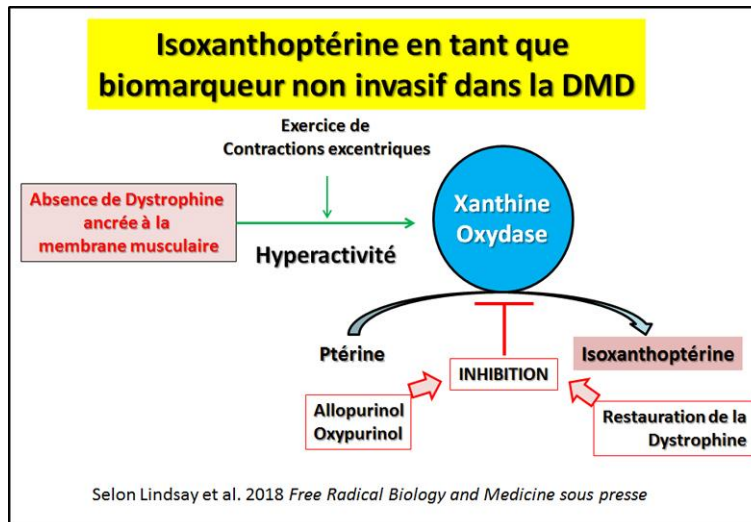 Isoxanthoptérine en tant que
biomarqueur non invasif dans la DMD
Exercice de
Contractions excentriques
Absence de Dystrophine
ancrée à la
membrane musculaire
Hyperactivité
Xanthine
Oxydase
Ptérine
Isoxanthoptérine
INHIBITION
Allopurinol
Oxypurinol
Restauration de la
Dystrophine
Selon Lindsay et al. 2018 Free Radical Biology and Medicine sous presse